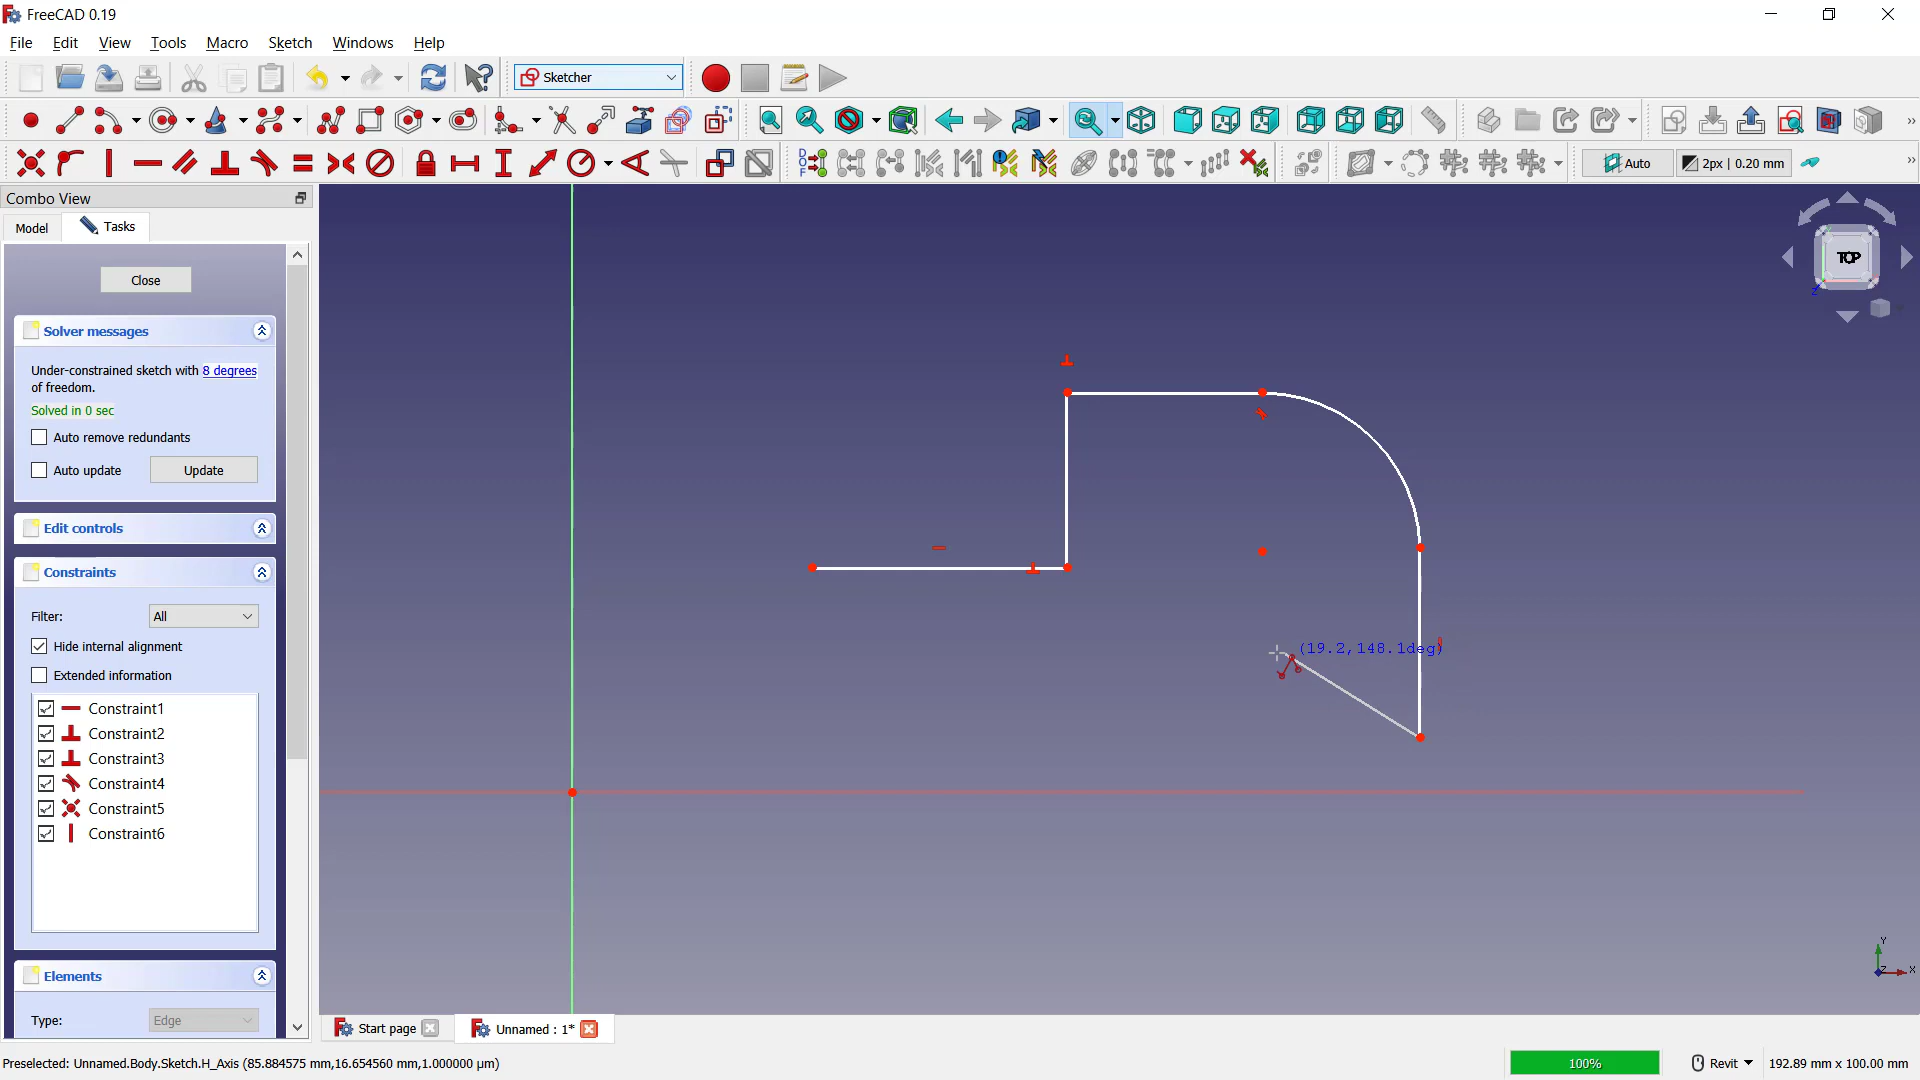 FreeCAD 0.19
File Edit View Tools Macro Sketch Windows Help
Sketcher
Auto 2px | 0.20 mm
Combo View
Model Tasks
Close
Solver messages
Under-constrained sketch with 8 degrees
of freedom.
Solved in 0 sec
Auto remove redundants
Auto update Update
Edit controls
Constraints
Filter: All
Hide internal alignment
Extended information
Constraint1
Constraint2
Constraint3
Constraint4
Constraint5
Constraint6
Elements
Type: Edge
TOP
Z
(19.2,148.1deg)
Y
Z X
Start page Unnamed : 1*
Preselected: Unnamed.Body.Sketch.H_Axis (85.884575 mm,16.654560 mm,1.000000 µm) 100% Revit 192.89 mm x 100.00 mm